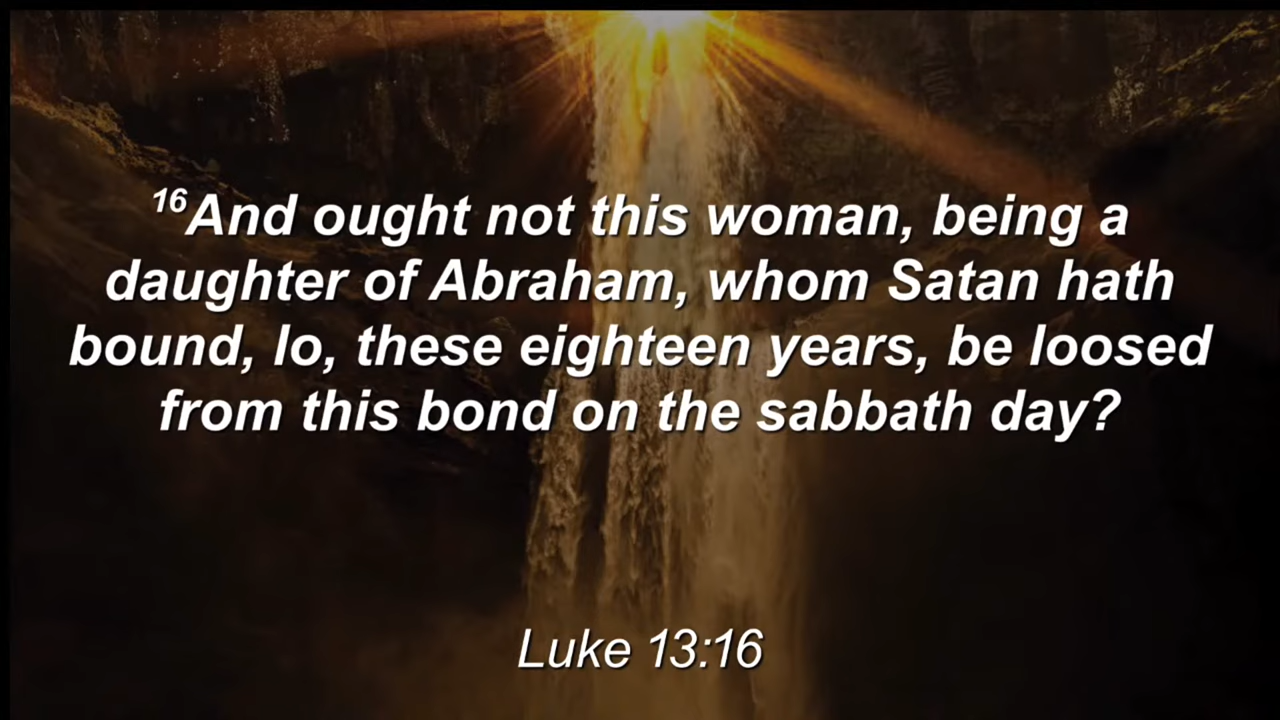 16And ought not this woman, being a
daughter of Abraham, whom Satan hath
bound, lo, these eighteen years, be loosed
from this bond on the sabbath day?
Luke 13:16